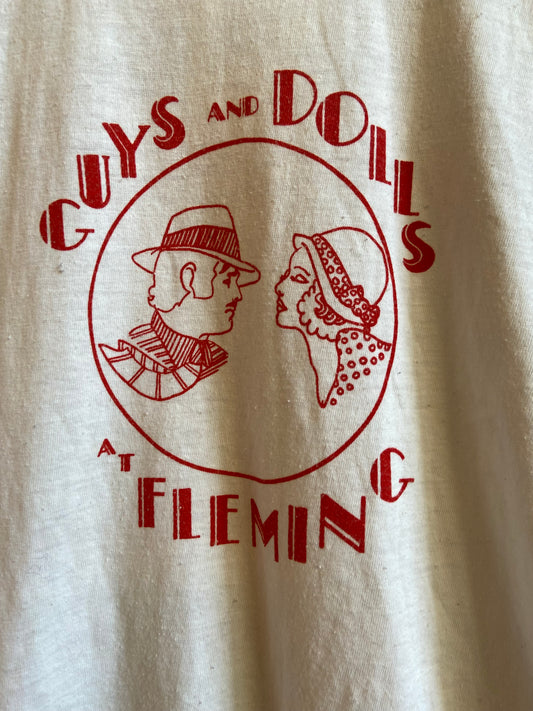 GUYS AND DOLLS
AT
FLEMING